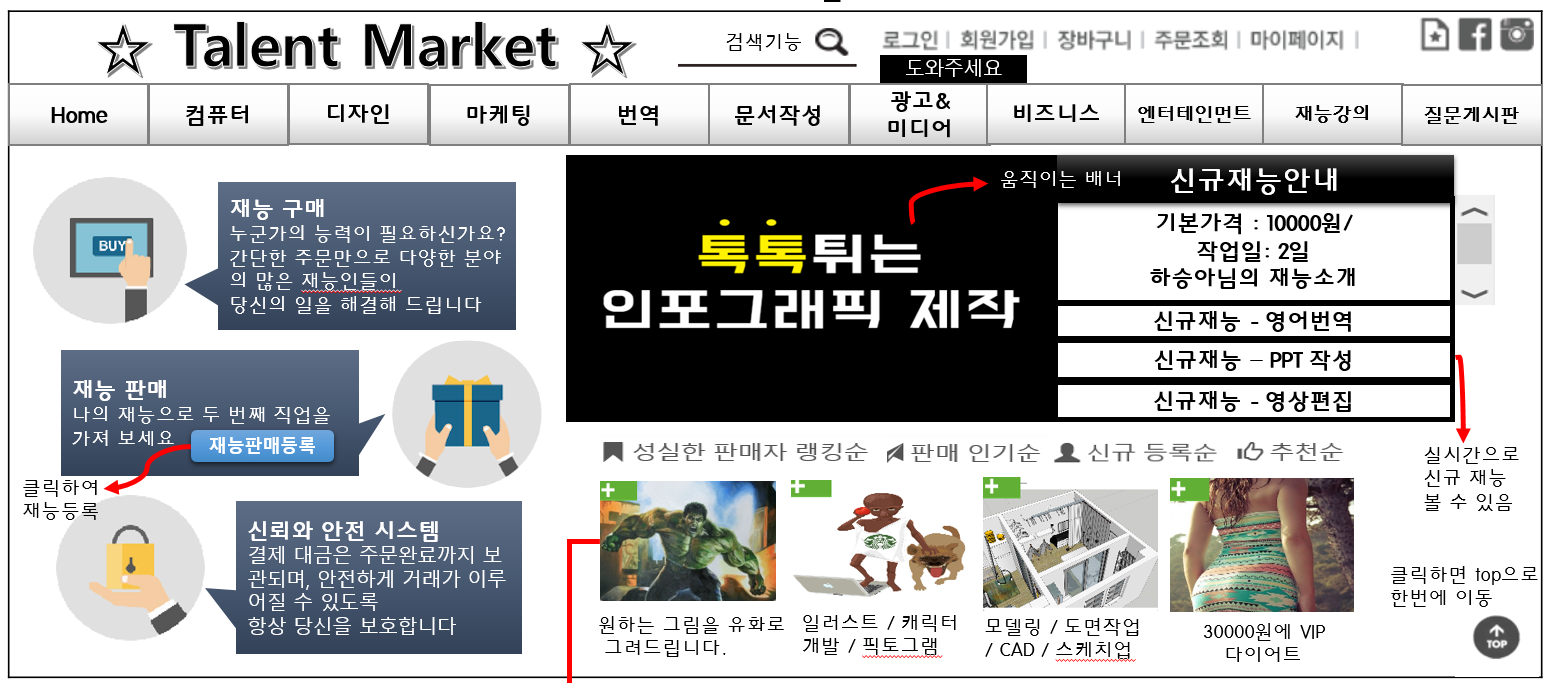 ☆ Talent Market ☆
검색기능
로그인 | 회원가입 | 장바구니 | 주문조회 | 마이페이지 |
도와주세요
Home
컴퓨터
디자인
마케팅
번역
문서작성
광고&
미디어
비즈니스
엔터테인먼트
재능강의
질문게시판
BUY
재능 구매
누군가의 능력이 필요하신가요?
간단한 주문만으로 다양한 분야
의 많은 재능인들이
당신의 일을 해결해 드립니다
재능 판매
나의 재능으로 두 번째 직업을
가져 보세요
재능판매등록
클릭하여
재능등록
신뢰와 안전 시스템
결제 대금은 주문완료까지 보
관되며, 안전하게 거래가 이루
어질 수 있도록
항상 당신을 보호합니다
톡톡튀는
인포그래픽 제작
움직이는 배너
신규재능안내
기본가격 : 10000원/
작업일: 2일
하승아님의 재능소개
신규재능 - 영어번역
신규재능 – PPT 작성
신규재능 - 영상편집
실시간으로
신규 재능
볼 수 있음
성실한 판매자 랭킹순
판매 인기순
신규 등록순
추천순
원하는 그림을 유화로
그려드립니다.
일러스트 / 캐릭터
개발 / 픽토그램
모델링 / 도면작업
/ CAD / 스케치업
30000원에 VIP
다이어트
클릭하면 top으로
한번에 이동
TOP